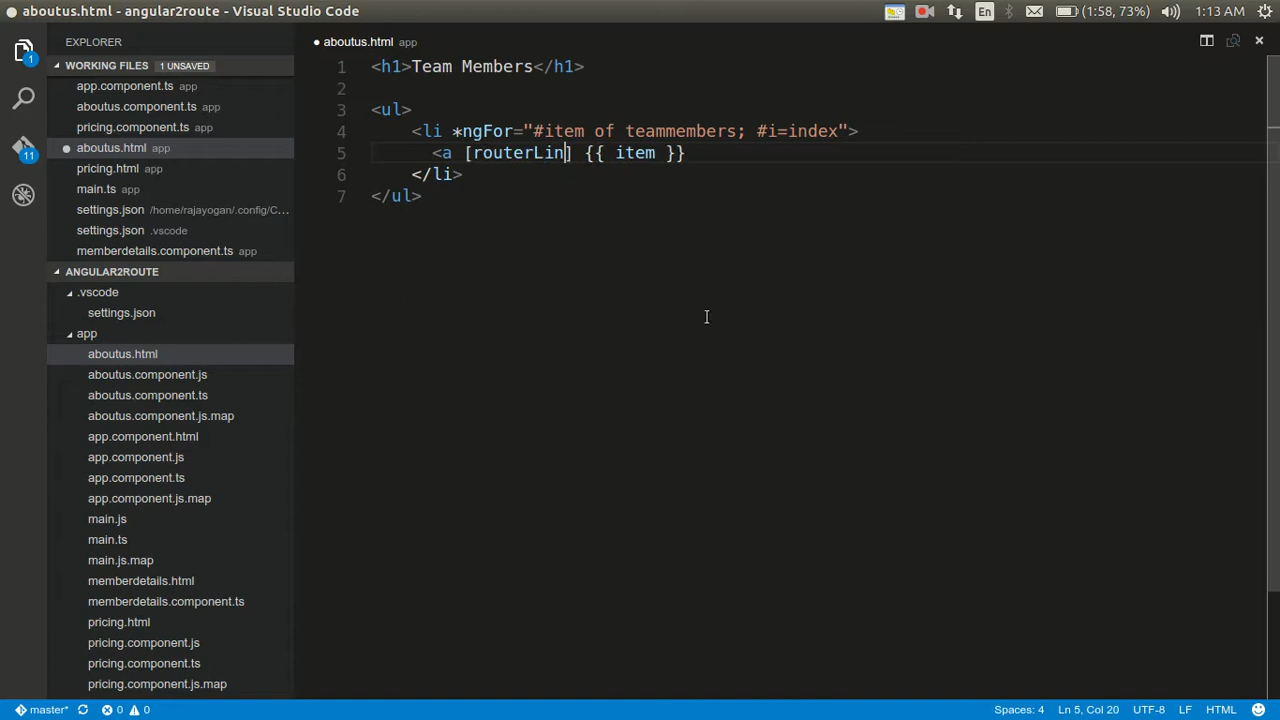 aboutus.html - angular2route - Visual Studio Code En (1:58, 73%) 1:13 AM
EXPLORER
WORKING FILES 1 UNSAVED
app.component.ts app
aboutus.component.ts app
pricing.component.ts app
aboutus.html app
pricing.html app
main.ts app
settings.json /home/rajayogan/.config/C...
settings.json .vscode
memberdetails.component.ts app
ANGULAR2ROUTE
.vscode
settings.json
app
aboutus.html
aboutus.component.js
aboutus.component.ts
aboutus.component.js.map
app.component.html
app.component.js
app.component.ts
app.component.js.map
main.js
main.ts
main.js.map
memberdetails.html
memberdetails.component.ts
pricing.html
pricing.component.js
pricing.component.ts
pricing.component.js.map
1
11
aboutus.html app
1 <h1>Team Members</h1>
2
3 <ul>
4 <li *ngFor="#item of teammembers; #i=index">
5 <a [routerLin] {{ item }}
6 </li>
7 </ul>
master* 0 0 Spaces: 4 Ln 5, Col 20 UTF-8 LF HTML